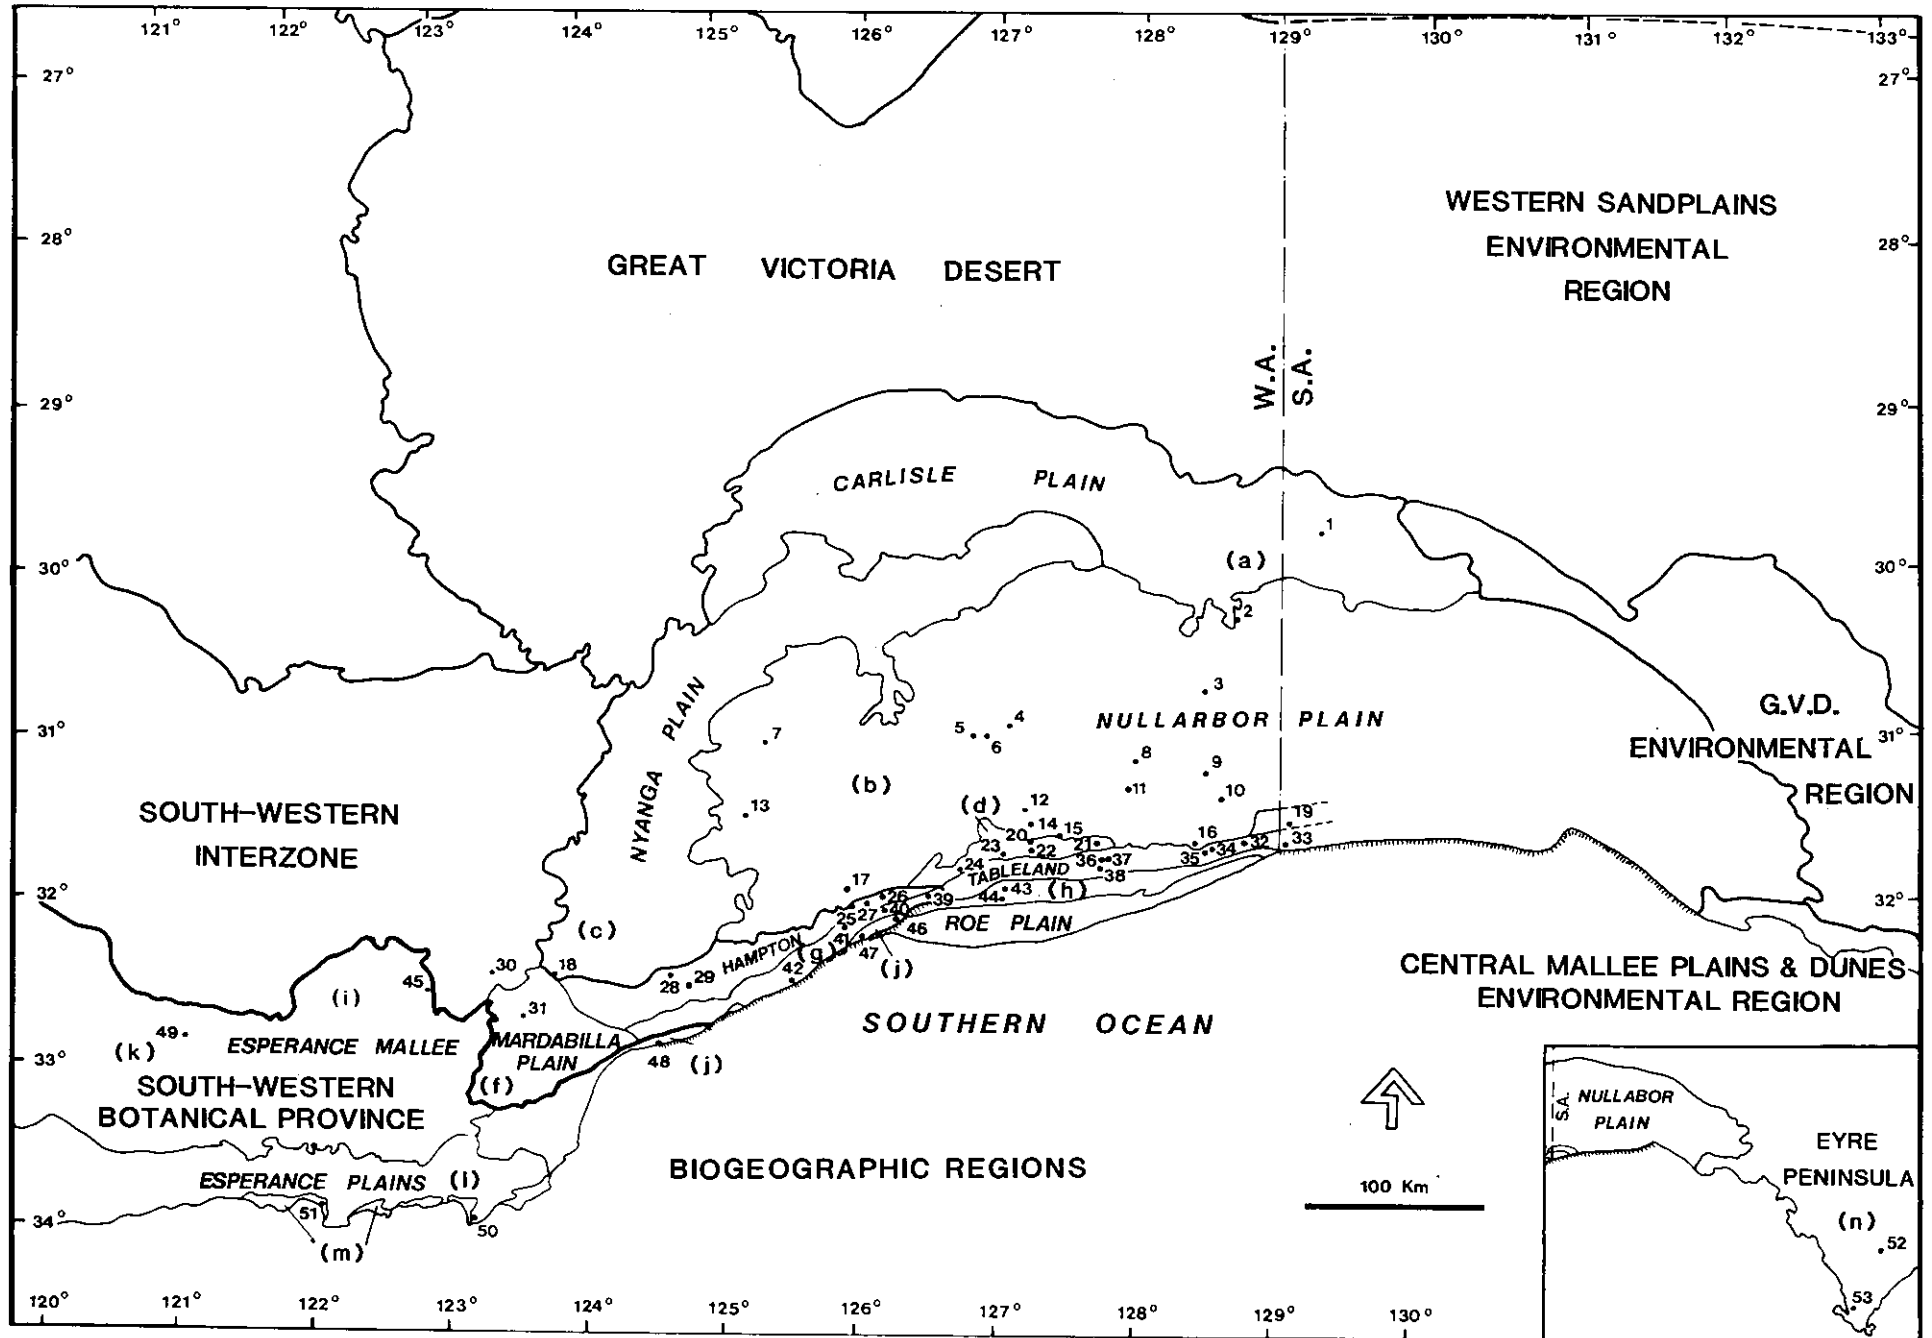 121° 122° 123° 124° 125° 126° 127° 128° 129° 130° 131° 132° 133°
27° 27°
WESTERN SANDPLAINS
ENVIRONMENTAL
REGION
28° 28°
GREAT VICTORIA DESERT
W.A.
S.A.
29° 29°
CARLISLE PLAIN
1
(a)
30° 30°
2
3
NYANGA PLAIN
NULLARBOR PLAIN
G.V.D.
ENVIRONMENTAL
REGION
31° 31°
4
5
6
7
8
9
10
11
(b)
12
13
(d)
14
15
16
19
20
21
22
23
24
32
33
34
35
36
37
38
TABLELAND
SOUTH-WESTERN
INTERZONE
17
26
25
27
40
39
43
44
(h)
32° 32°
41
46
ROE PLAIN
(c)
HAMPTON
(g)
47
42
(j)
30
18
28
29
45
(i)
31
CENTRAL MALLEE PLAINS & DUNES
ENVIRONMENTAL REGION
SOUTHERN OCEAN
49
(k)
ESPERANCE MALLEE
MARDABILLA
PLAIN
33°
48
(j)
(f)
SOUTH-WESTERN
BOTANICAL PROVINCE
BIOGEOGRAPHIC REGIONS
ESPERANCE PLAINS (l)
100 Km
34°
51
50
(m)
S.A.
NULLABOR
PLAIN
EYRE
PENINSULA
(n)
52
53
120° 121° 122° 123° 124° 125° 126° 127° 128° 129° 130°